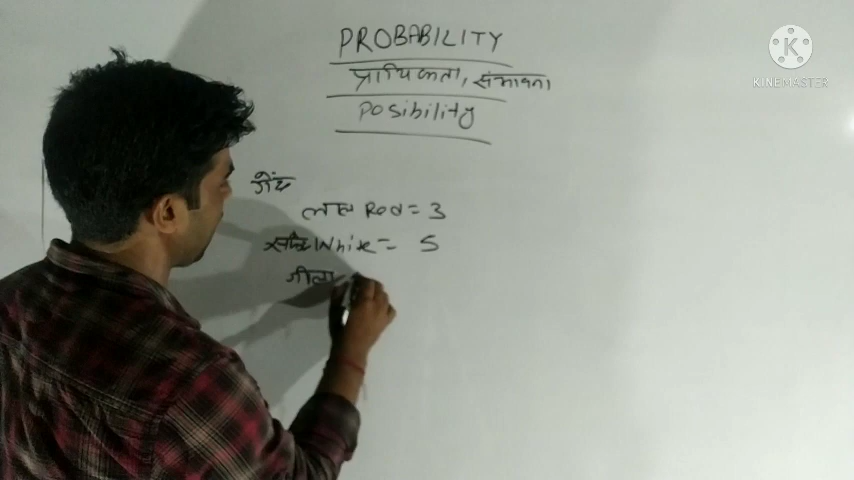 PROBABILITY
प्रायिकता, संभावना
Posibility
गेंद
लाल Red = 3
सफेद White = 5
नीला
K
KINEMASTER